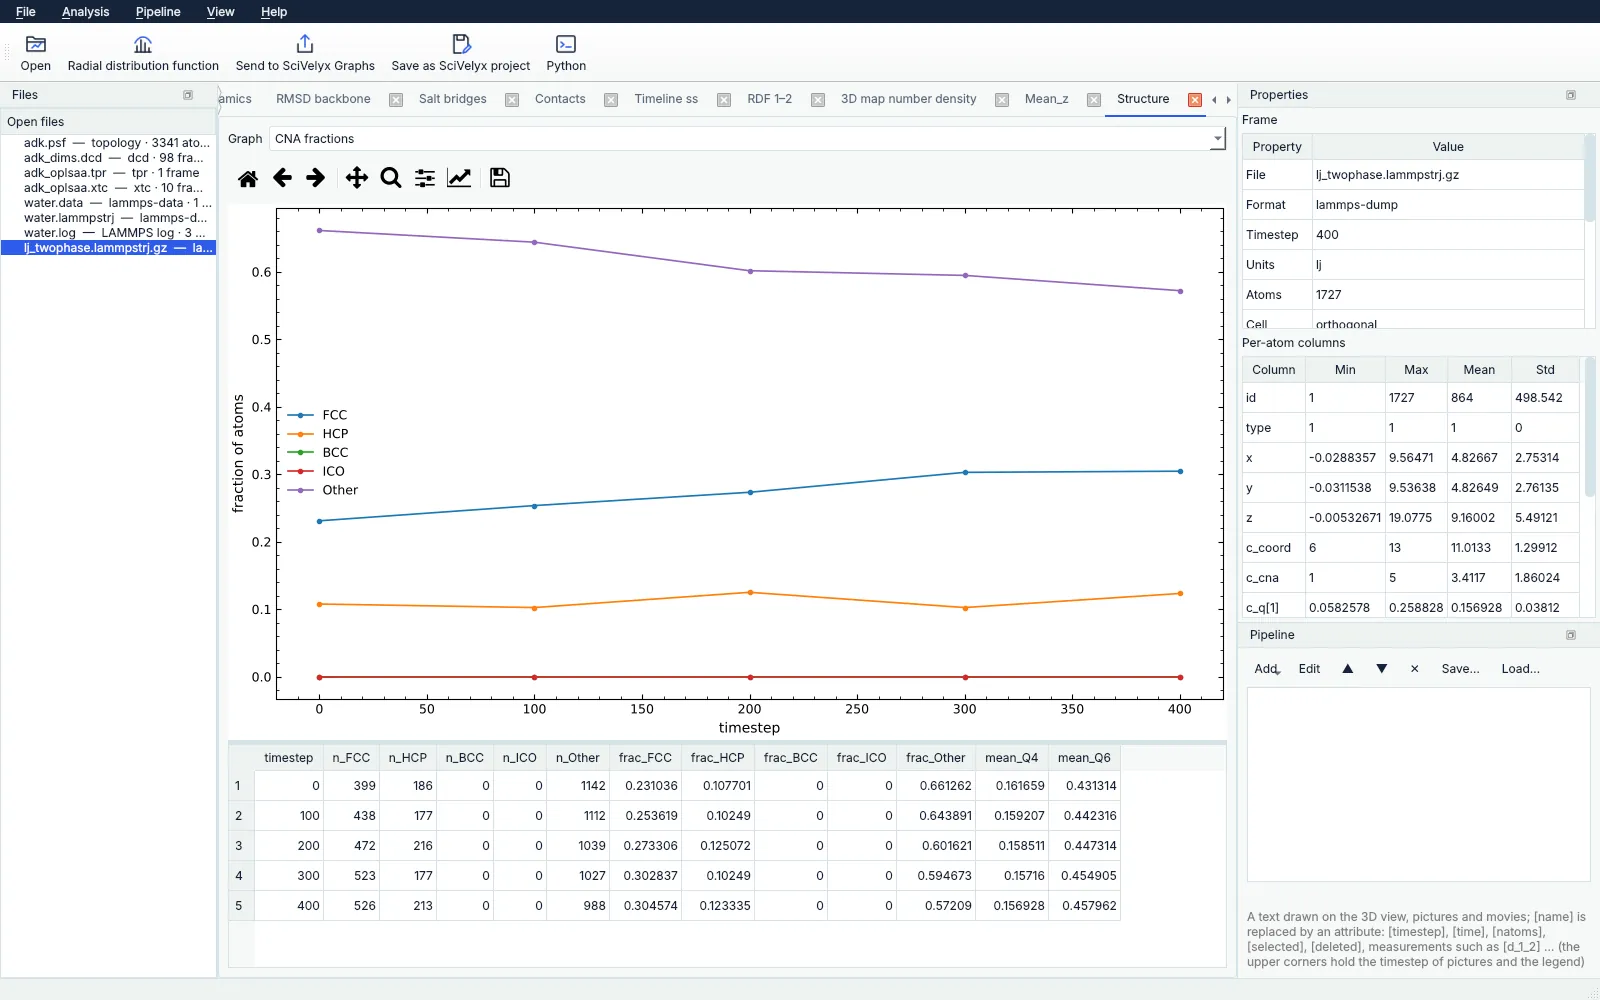 File Analysis Pipeline View Help
Open Radial distribution function Send to SciVelyx Graphs Save as SciVelyx project Python
Files
Open files
adk.psf — topology · 3341 ato...
adk_dims.dcd — dcd · 98 fra...
adk_oplsaa.tpr — tpr · 1 frame
adk_oplsaa.xtc — xtc · 10 fra...
water.data — lammps-data · 1 ...
water.lammpstrj — lammps-d...
water.log — LAMMPS log · 3 ...
lj_twophase.lammpstrj.gz — la...
amics RMSD backbone Salt bridges Contacts Timeline ss RDF 1–2 3D map number density Mean_z Structure
Graph CNA fractions
0.6
0.5
0.4
0.3
0.2
0.1
0.0
fraction of atoms
FCC
HCP
BCC
ICO
Other
0 50 100 150 200 250 300 350 400
timestep
timestep n_FCC n_HCP n_BCC n_ICO n_Other frac_FCC frac_HCP frac_BCC frac_ICO frac_Other mean_Q4 mean_Q6
1 0 399 186 0 0 1142 0.231036 0.107701 0 0 0.661262 0.161659 0.431314
2 100 438 177 0 0 1112 0.253619 0.10249 0 0 0.643891 0.159207 0.442316
3 200 472 216 0 0 1039 0.273306 0.125072 0 0 0.601621 0.158511 0.447314
4 300 523 177 0 0 1027 0.302837 0.10249 0 0 0.594673 0.15716 0.454905
5 400 526 213 0 0 988 0.304574 0.123335 0 0 0.57209 0.156928 0.457962
Properties
Frame
Property Value
File lj_twophase.lammpstrj.gz
Format lammps-dump
Timestep 400
Units lj
Atoms 1727
Cell orthogonal
Per-atom columns
Column Min Max Mean Std
id 1 1727 864 498.542
type 1 1 1 0
x -0.0288357 9.56471 4.82667 2.75314
y -0.0311538 9.53638 4.82649 2.76135
z -0.00532671 19.0775 9.16002 5.49121
c_coord 6 13 11.0133 1.29912
c_cna 1 5 3.4117 1.86024
c_q[1] 0.0582578 0.258828 0.156928 0.03812
Pipeline
Add Edit ▲ ▼ × Save... Load...
A text drawn on the 3D view, pictures and movies; [name] is
replaced by an attribute: [timestep], [time], [natoms],
[selected], [deleted], measurements such as [d_1_2] ... (the
upper corners hold the timestep of pictures and the legend)